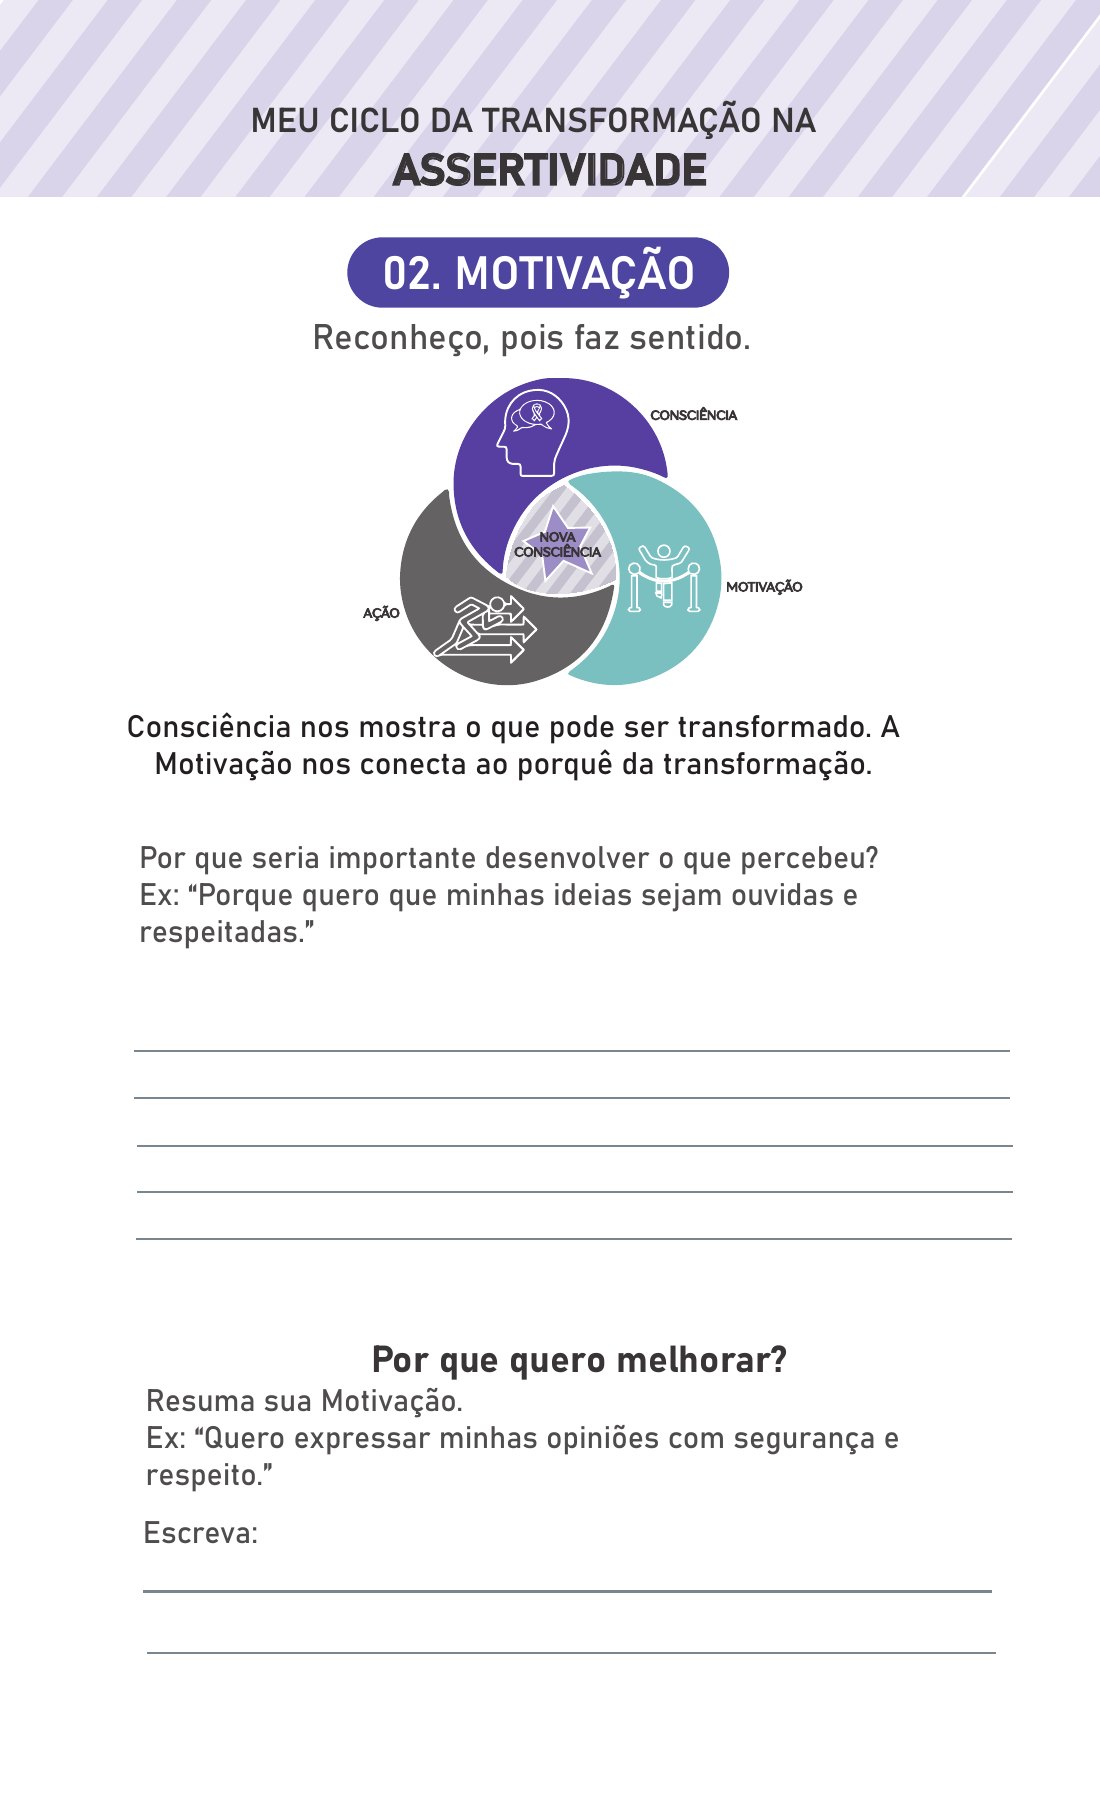 MEU CICLO DA TRANSFORMAÇÃO NA
ASSERTIVIDADE
02. MOTIVAÇÃO
Reconheço, pois faz sentido.
CONSCIÊNCIA
NOVA
CONSCIÊNCIA
MOTIVAÇÃO
AÇÃO
Consciência nos mostra o que pode ser transformado. A
Motivação nos conecta ao porquê da transformação.
Por que seria importante desenvolver o que percebeu?
Ex: “Porque quero que minhas ideias sejam ouvidas e
respeitadas.”
Por que quero melhorar?
Resuma sua Motivação.
Ex: “Quero expressar minhas opiniões com segurança e
respeito.”
Escreva: